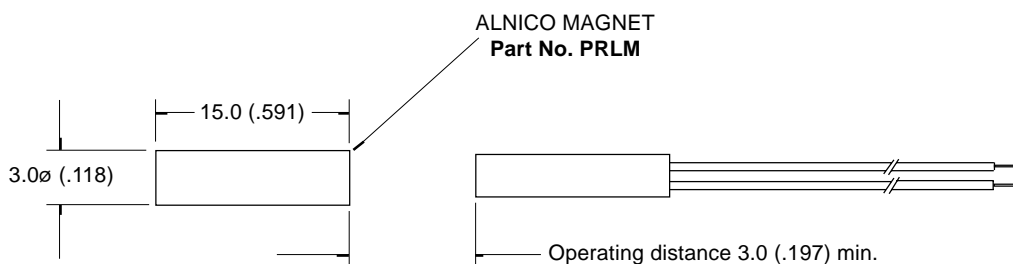 ALNICO MAGNET
Part No. PRLM
15.0 (.591)
3.0ø (.118)
Operating distance 3.0 (.197) min.